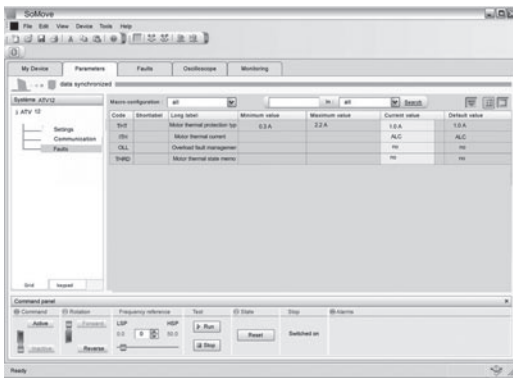 SoMove
File Edit View Device Tools Help
My Device Parameters Faults Oscilloscope Monitoring
data synchronized
Système ATV12
ATV 12
Settings
Communication
Faults
Grid keypad
Macro configuration : all In : all Search
Code Shortlabel Long label Minimum value Maximum value Current value Default value
THT Motor thermal protection typ 0.3 A 2.2 A 1.0 A 1.0 A
ITH Motor thermal current ALC ALC
OLL Overload fault managemen no no
THRD Motor thermal state memo no no
Command panel
Command Rotation Frequency reference Test State Stop Alarms
Active Forward LSP HSP Run
0.0 0 50.0 Reset Switched on
Inactive Reverse Stop
Ready